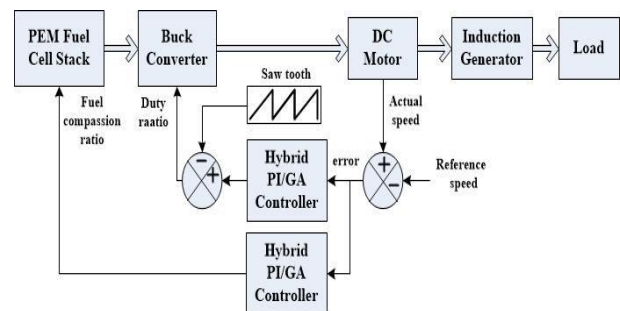 PEM Fuel
Cell Stack
Buck
Converter
DC
Motor
Induction
Generator
Load
Saw tooth
Fuel
compassion
ratio
Duty
raatio
Actual
speed
- +
Hybrid
PI/GA
Controller
error
+ -
Reference
speed
Hybrid
PI/GA
Controller